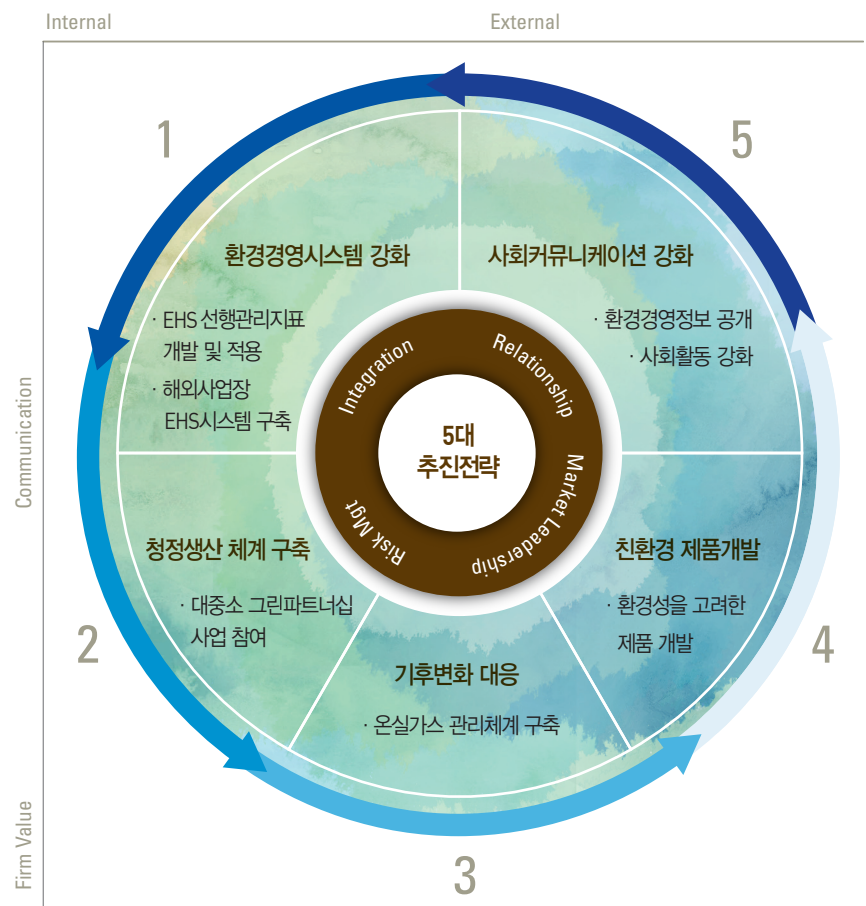 Internal
External
Communication
Firm Value
1
환경경영시스템 강화
· EHS 선행관리지표
개발 및 적용
· 해외사업장
EHS시스템 구축
2
청정생산 체계 구축
· 대중소 그린파트너십
사업 참여
3
기후변화 대응
· 온실가스 관리체계 구축
4
친환경 제품개발
· 환경성을 고려한
제품 개발
5
사회커뮤니케이션 강화
· 환경경영정보 공개
· 사회활동 강화
Integration
Relationship
Market Leadership
Risk Mgt
5대
추진전략